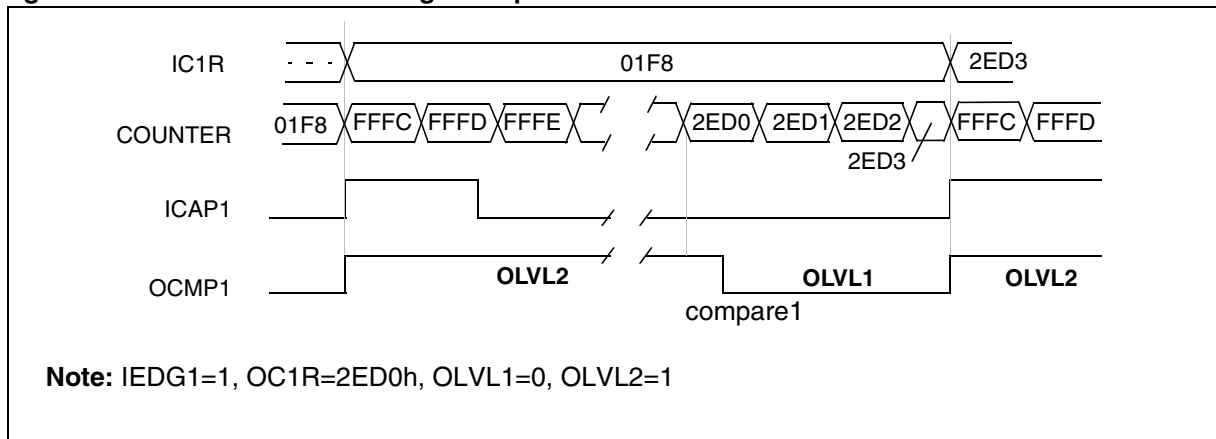 IC1R
- - -
01F8
2ED3
COUNTER
01F8 FFFC FFFD FFFE 2ED0 2ED1 2ED2 FFFC FFFD
2ED3
ICAP1
OCMP1
OLVL2
OLVL1
OLVL2
compare1
Note: IEDG1=1, OC1R=2ED0h, OLVL1=0, OLVL2=1